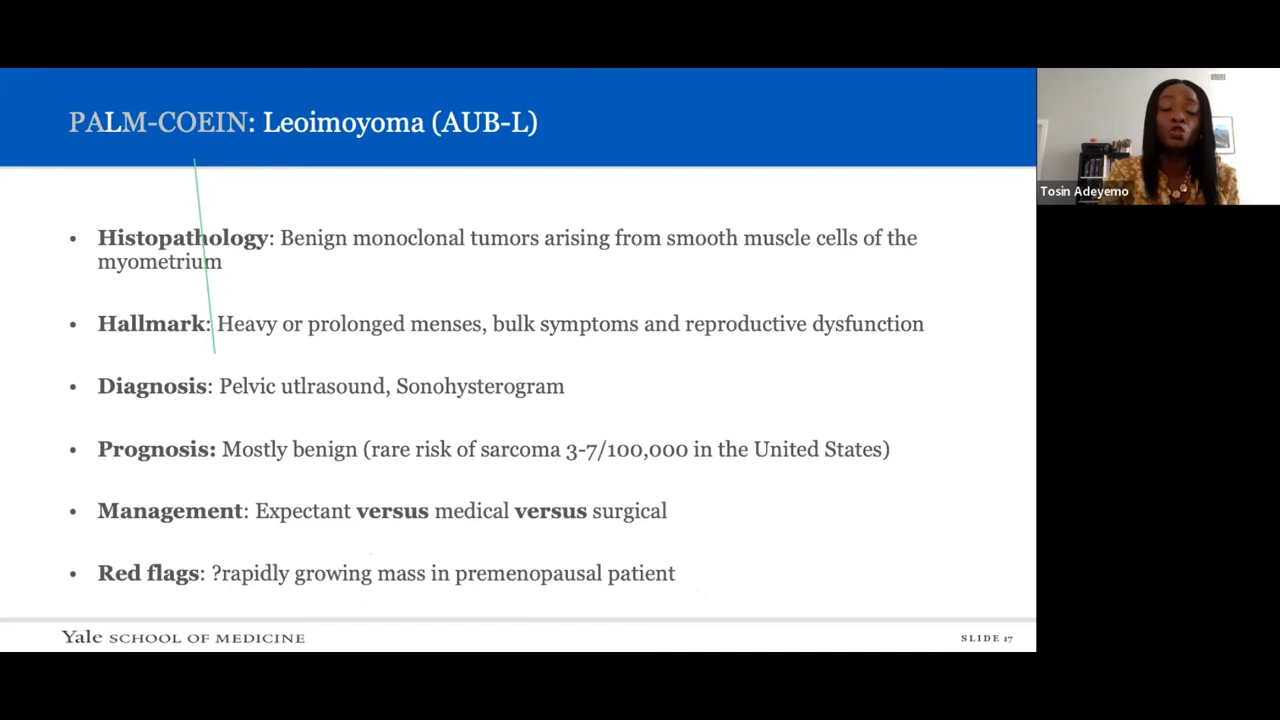 PALM-COEIN: Leoimoyoma (AUB-L)
Tosin Adeyemo
• Histopathology: Benign monoclonal tumors arising from smooth muscle cells of the
myometrium
• Hallmark: Heavy or prolonged menses, bulk symptoms and reproductive dysfunction
• Diagnosis: Pelvic utlrasound, Sonohysterogram
• Prognosis: Mostly benign (rare risk of sarcoma 3-7/100,000 in the United States)
• Management: Expectant versus medical versus surgical
• Red flags: ?rapidly growing mass in premenopausal patient
Yale SCHOOL OF MEDICINE
SLIDE 17